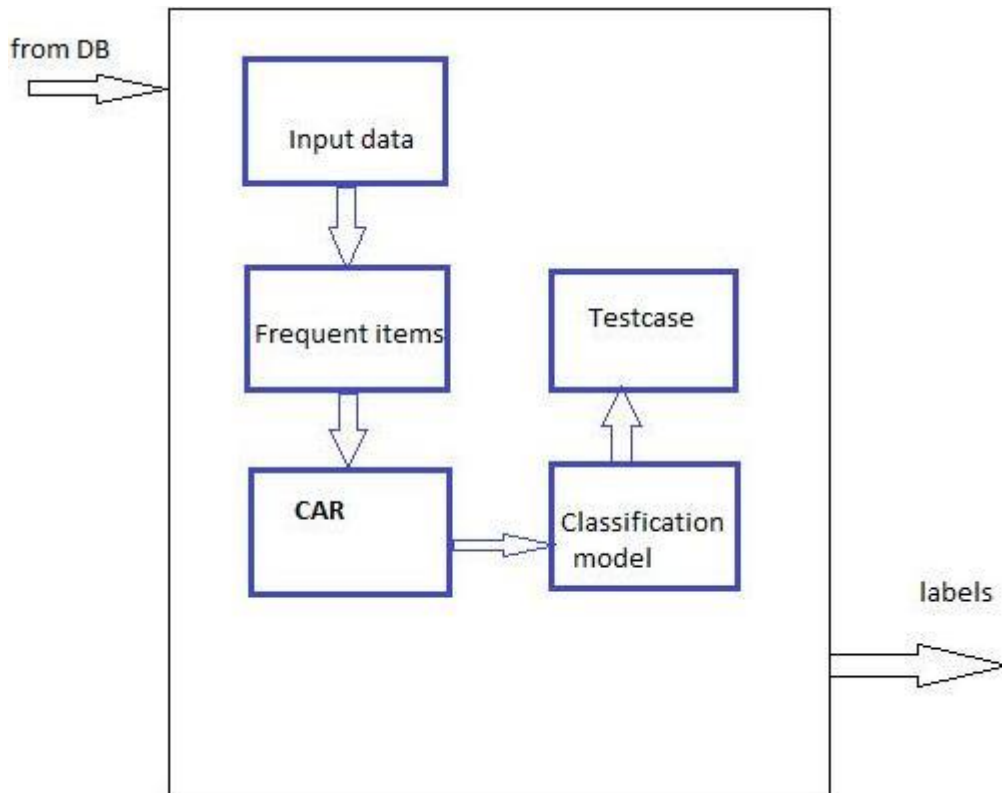 from DB
Input data
Frequent items
Testcase
CAR
Classification
model
labels